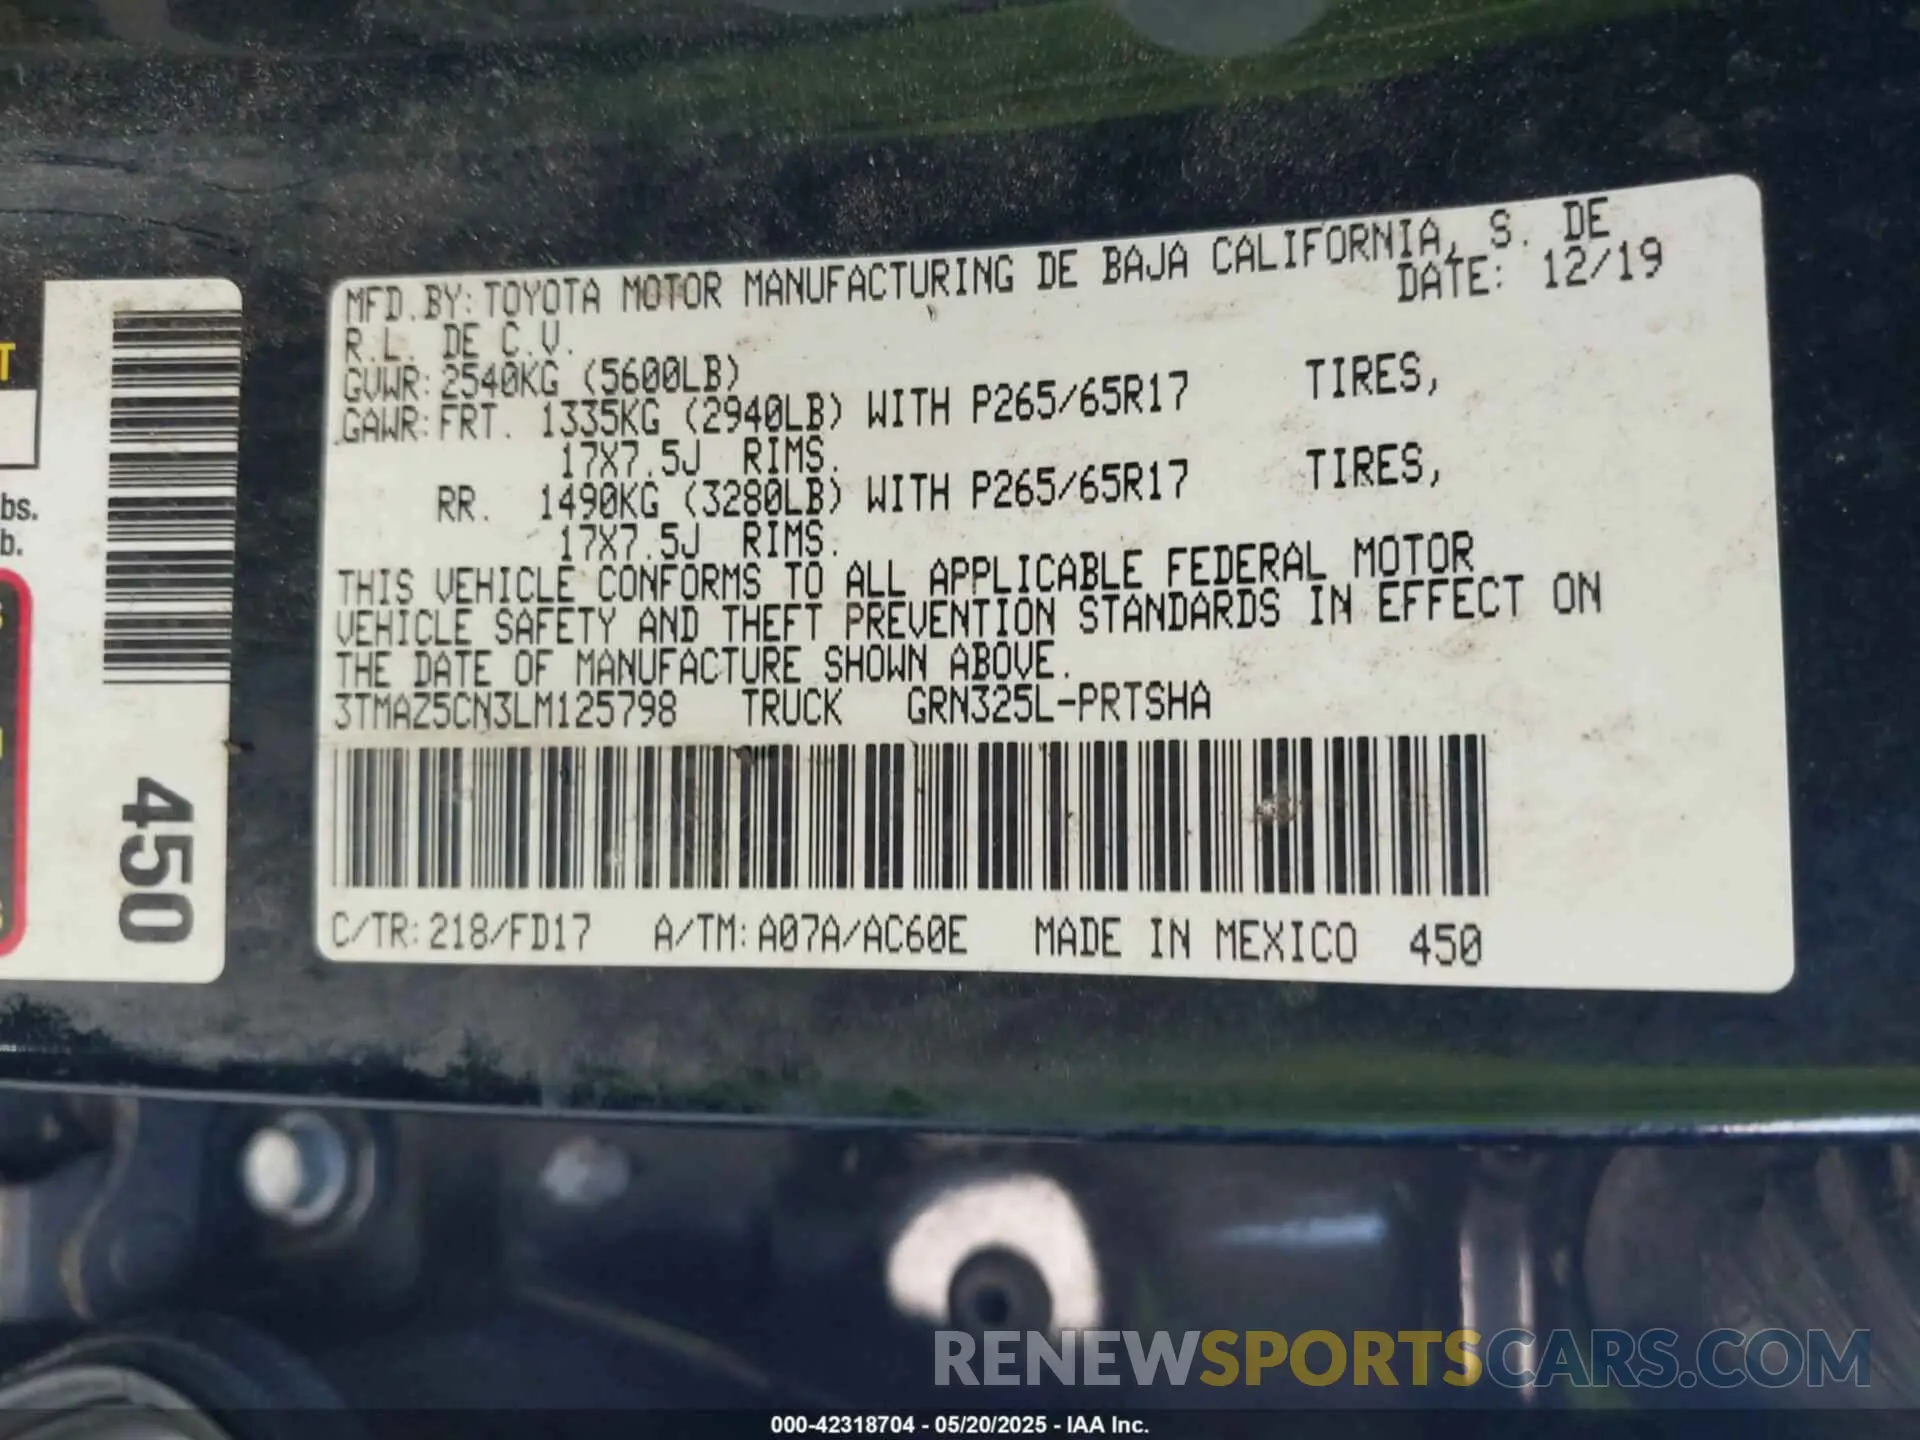 MFD.BY:TOYOTA MOTOR MANUFACTURING DE BAJA CALIFORNIA, S. DE
R.L. DE C.V. DATE: 12/19
GVWR:2540KG (5600LB)
GAWR:FRT. 1335KG (2940LB) WITH P265/65R17 TIRES,
17X7.5J RIMS.
RR. 1490KG (3280LB) WITH P265/65R17 TIRES,
17X7.5J RIMS.
THIS VEHICLE CONFORMS TO ALL APPLICABLE FEDERAL MOTOR
VEHICLE SAFETY AND THEFT PREVENTION STANDARDS IN EFFECT ON
THE DATE OF MANUFACTURE SHOWN ABOVE.
3TMAZ5CN3LM125798 TRUCK GRN325L-PRTSHA
C/TR:218/FD17 A/TM:A07A/AC60E MADE IN MEXICO 450
450
RENEWSPORTSCARS.COM
000-42318704 - 05/20/2025 - IAA Inc.